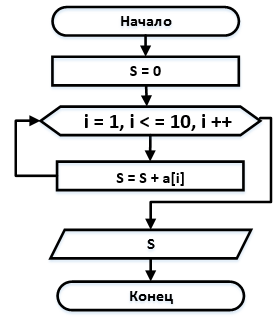 Начало
S = 0
i = 1, i < = 10, i ++
S = S + a[i]
S
Конец